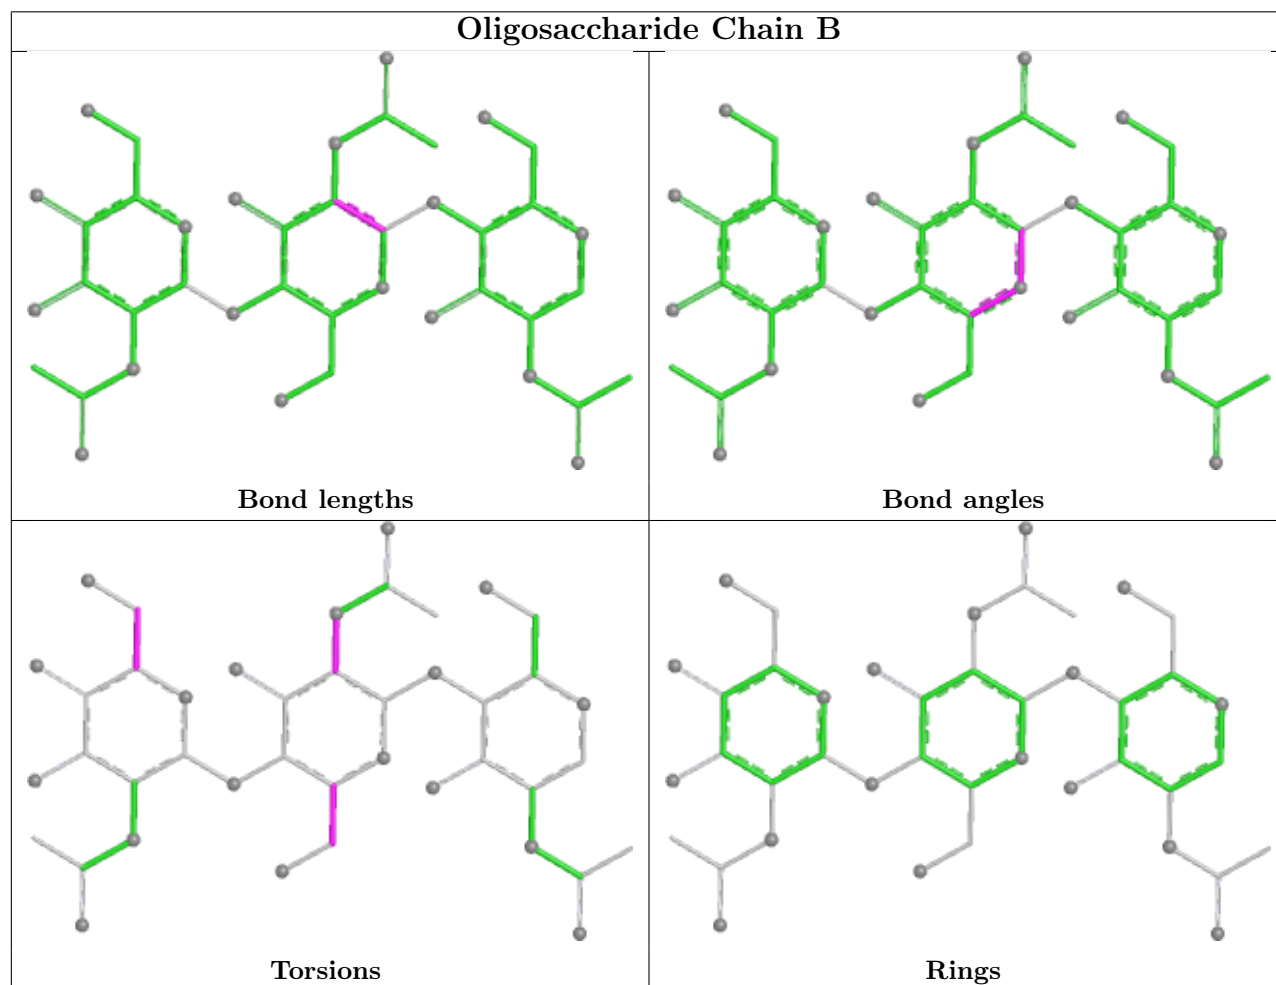 Oligosaccharide Chain B
Bond lengths
Bond angles
Torsions
Rings